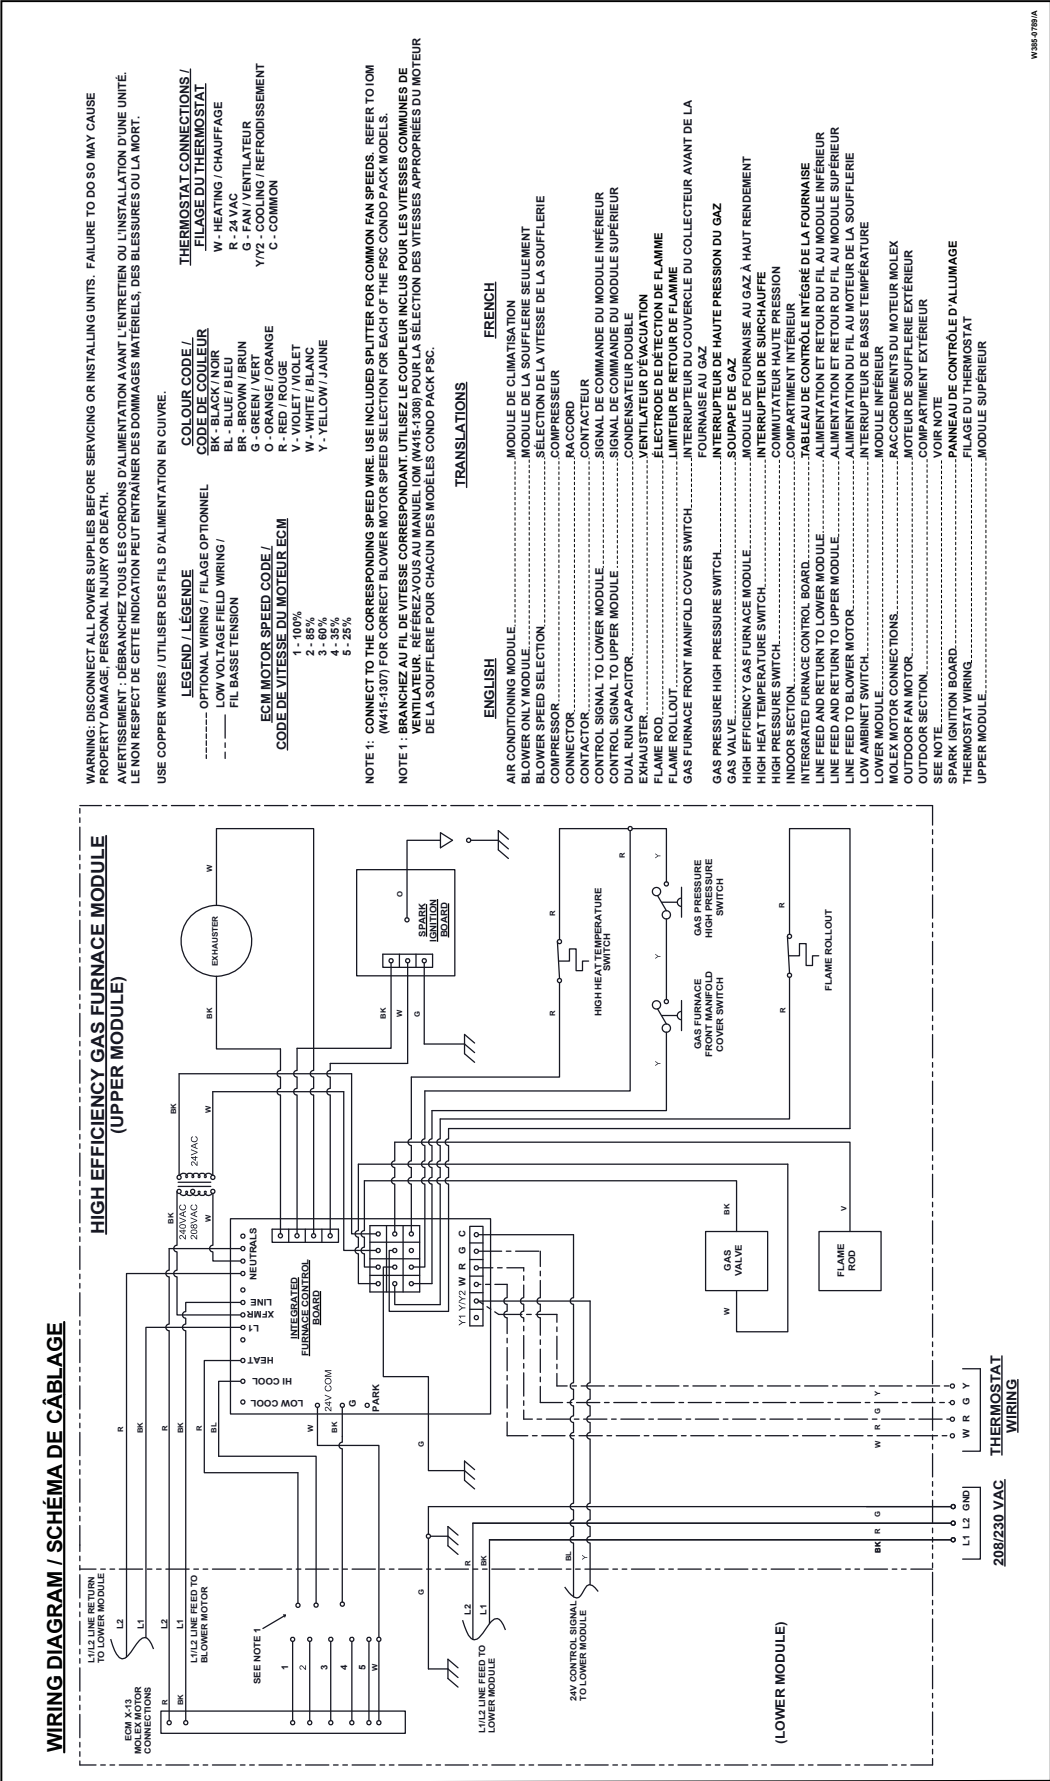 WIRING DIAGRAM / SCHÉMA DE CÂBLAGE
HIGH EFFICIENCY GAS FURNACE MODULE
(UPPER MODULE)
L1/L2 LINE RETURN
TO LOWER MODULE
L2
L1
R
BK
ECM X-13
MOLEX MOTOR
CONNECTIONS
L2
L1
R
BK
R
BK
L1/L2 LINE FEED TO
BLOWER MOTOR
R
BL
SEE NOTE 1
1
2
3
4
5
W
W
BK
LOW COOL
HI COOL
HEAT
L1
XFMR
LINE
NEUTRALS
24V COM
G
PARK
INTEGRATED
FURNACE CONTROL
BOARD
Y1
Y/Y2
W
R
G
C
BK
240VAC
208VAC
W
24VAC
BK
W
BK
EXHAUSTER
W
BK
W
G
SPARK
IGNITION
BOARD
O
R
R
HIGH HEAT TEMPERATURE
SWITCH
R
Y
Y
Y
GAS FURNACE
FRONT MANIFOLD
COVER SWITCH
GAS PRESSURE
HIGH PRESSURE
SWITCH
R
R
FLAME ROLLOUT
W
GAS
VALVE
BK
FLAME
ROD
V
G
G
L2
L1
R
BK
L1/L2 LINE FEED TO
LOWER MODULE
BL
Y
24V CONTROL SIGNAL
TO LOWER MODULE
(LOWER MODULE)
BK
R
G
L1
L2
GND
208/230 VAC
W
R
G
Y
W
R
G
Y
THERMOSTAT
WIRING
WARNING: DISCONNECT ALL POWER SUPPLIES BEFORE SERVICING OR INSTALLING UNITS. FAILURE TO DO SO MAY CAUSE
PROPERTY DAMAGE, PERSONAL INJURY OR DEATH.
AVERTISSEMENT : DÉBRANCHEZ TOUS LES CORDONS D'ALIMENTATION AVANT L'ENTRETIEN OU L'INSTALLATION D'UNE UNITÉ.
LE NON RESPECT DE CETTE INDICATION PEUT ENTRAÎNER DES DOMMAGES MATÉRIELS, DES BLESSURES OU LA MORT.
USE COPPER WIRES / UTILISER DES FILS D'ALIMENTATION EN CUIVRE.
LEGEND / LÉGENDE
OPTIONAL WIRING / FILAGE OPTIONNEL
LOW VOLTAGE FIELD WIRING /
FIL BASSE TENSION
ECM MOTOR SPEED CODE /
CODE DE VITESSE DU MOTEUR ECM
1 - 100%
2 - 85%
3 - 60%
4 - 35%
5 - 25%
COLOUR CODE /
CODE DE COULEUR
BK - BLACK / NOIR
BL - BLUE / BLEU
BR - BROWN / BRUN
G - GREEN / VERT
O - ORANGE / ORANGE
R - RED / ROUGE
V - VIOLET / VIOLET
W - WHITE / BLANC
Y - YELLOW / JAUNE
THERMOSTAT CONNECTIONS /
FILAGE DU THERMOSTAT
W - HEATING / CHAUFFAGE
R - 24 VAC
G - FAN / VENTILATEUR
Y/Y2 - COOLING / REFROIDISSEMENT
C - COMMON
NOTE 1: CONNECT TO THE CORRESPONDING SPEED WIRE. USE INCLUDED SPLITTER FOR COMMON FAN SPEEDS. REFER TO IOM
(W415-1307) FOR CORRECT BLOWER MOTOR SPEED SELECTION FOR EACH OF THE PSC CONDO PACK MODELS.
NOTE 1 : BRANCHEZ AU FIL DE VITESSE CORRESPONDANT. UTILISEZ LE COUPLEUR INCLUS POUR LES VITESSES COMMUNES DE
VENTILATEUR. RÉFÉREZ-VOUS AU MANUEL IOM (W415-1308) POUR LA SÉLECTION DES VITESSES APPROPRIÉES DU MOTEUR
DE LA SOUFFLERIE POUR CHACUN DES MODÈLES CONDO PACK PSC.
TRANSLATIONS
ENGLISH FRENCH
AIR CONDITIONING MODULE MODULE DE CLIMATISATION
BLOWER ONLY MODULE MODULE DE LA SOUFFLERIE SEULEMENT
BLOWER SPEED SELECTION SÉLECTION DE LA VITESSE DE LA SOUFFLERIE
COMPRESSOR COMPRESSEUR
CONNECTOR RACCORD
CONTACTOR CONTACTEUR
CONTROL SIGNAL TO LOWER MODULE SIGNAL DE COMMANDE DU MODULE INFÉRIEUR
CONTROL SIGNAL TO UPPER MODULE SIGNAL DE COMMANDE DU MODULE SUPÉRIEUR
DUAL RUN CAPACITOR CONDENSATEUR DOUBLE
EXHAUSTER VENTILATEUR D'ÉVACUATION
FLAME ROD ÉLECTRODE DE DÉTECTION DE FLAMME
FLAME ROLLOUT LIMITEUR DE RETOUR DE FLAMME
GAS FURNACE FRONT MANIFOLD COVER SWITCH INTERRUPTEUR DU COUVERCLE DU COLLECTEUR AVANT DE LA
FOURNAISE AU GAZ
GAS PRESSURE HIGH PRESSURE SWITCH INTERRUPTEUR DE HAUTE PRESSION DU GAZ
GAS VALVE SOUPAPE DE GAZ
HIGH EFFICIENCY GAS FURNACE MODULE MODULE DE FOURNAISE AU GAZ À HAUT RENDEMENT
HIGH HEAT TEMPERATURE SWITCH INTERRUPTEUR DE SURCHAUFFE
HIGH PRESSURE SWITCH COMMUTATEUR HAUTE PRESSION
INDOOR SECTION COMPARTIMENT INTÉRIEUR
INTERGRATED FURNACE CONTROL BOARD TABLEAU DE CONTRÔLE INTÉGRÉ DE LA FOURNAISE
LINE FEED AND RETURN TO LOWER MODULE ALIMENTATION ET RETOUR DU FIL AU MODULE INFÉRIEUR
LINE FEED AND RETURN TO UPPER MODULE ALIMENTATION ET RETOUR DU FIL AU MODULE SUPÉRIEUR
LINE FEED TO BLOWER MOTOR ALIMENTATION DU FIL AU MOTEUR DE LA SOUFFLERIE
LOW AMBINET SWITCH INTERRUPTEUR DE BASSE TEMPÉRATURE
LOWER MODULE MODULE INFÉRIEUR
MOLEX MOTOR CONNECTIONS RACCORDEMENTS DU MOTEUR MOLEX
OUTDOOR FAN MOTOR MOTEUR DE SOUFFLERIE EXTÉRIEUR
OUTDOOR SECTION COMPARTIMENT EXTÉRIEUR
SEE NOTE VOIR NOTE
SPARK IGNITION BOARD PANNEAU DE CONTRÔLE D'ALLUMAGE
THERMOSTAT WIRING FILAGE DU THERMOSTAT
UPPER MODULE MODULE SUPÉRIEUR
W385-0789/A